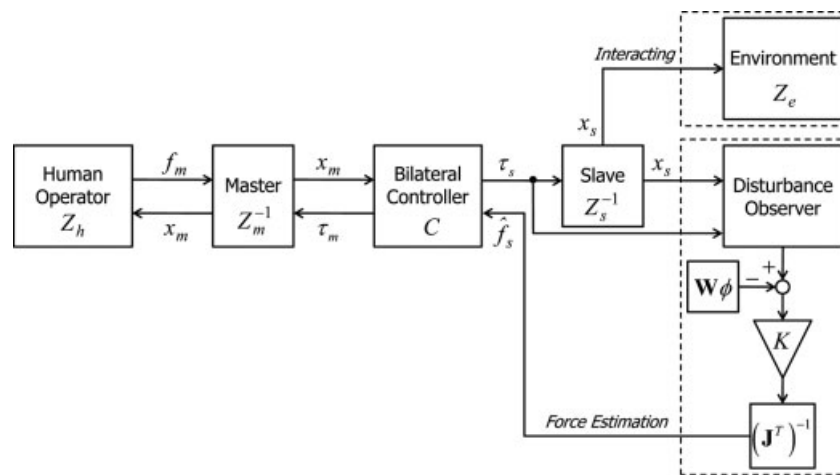 Interacting
Environment
Z_e
x_s
Human
Operator
Z_h
f_m
x_m
Master
Z_m^{-1}
x_m
τ_m
Bilateral
Controller
C
τ_s
f̂_s
Slave
Z_s^{-1}
x_s
Disturbance
Observer
Wϕ
−
+
K
Force Estimation
(J^T)^{-1}